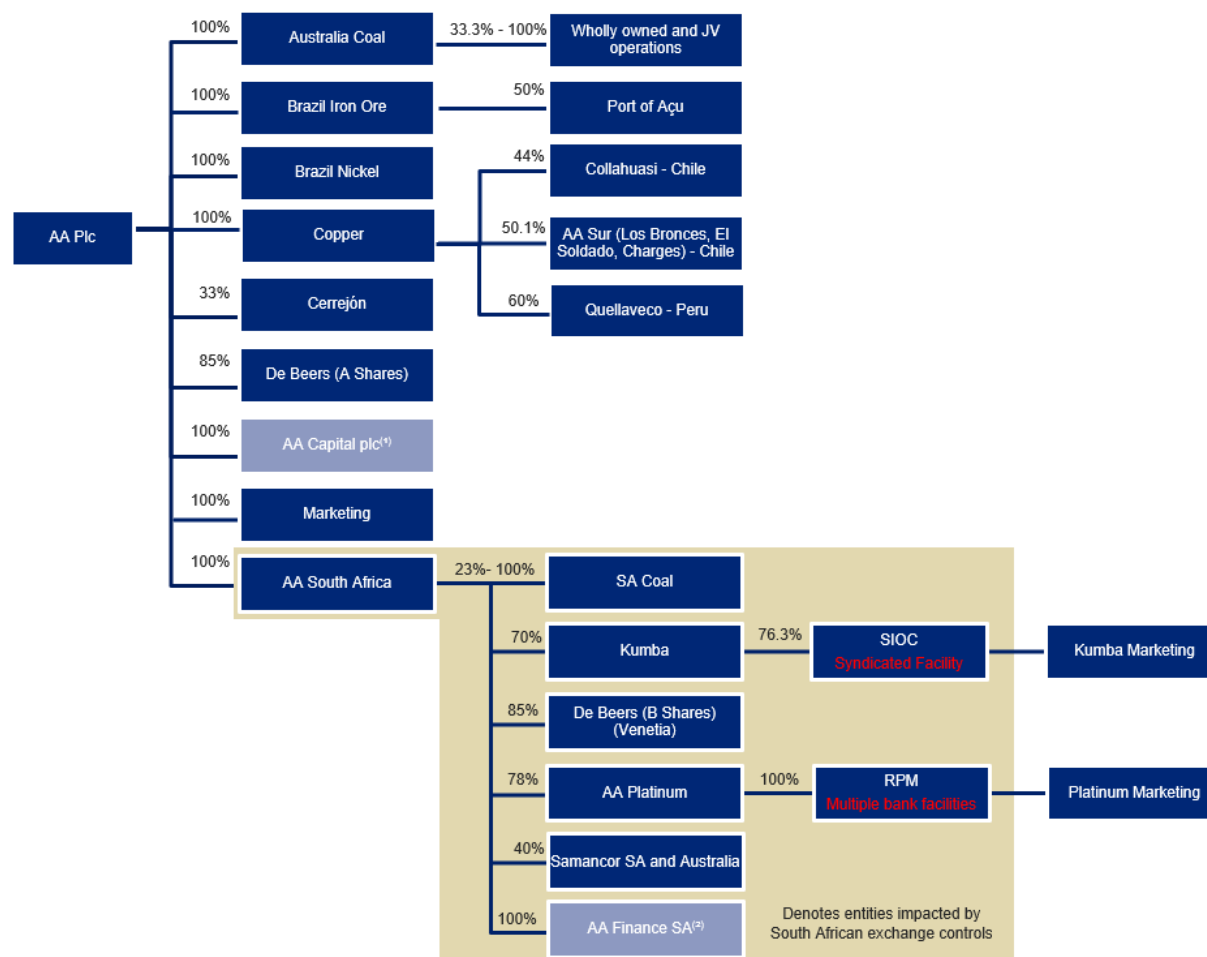 100%
Australia Coal
33.3% - 100%
Wholly owned and JV
operations
100%
Brazil Iron Ore
50%
Port of Açu
100%
Brazil Nickel
44%
Collahuasi - Chile
AA Plc
100%
Copper
50.1%
AA Sur (Los Bronces, El
Soldado, Charges) - Chile
33%
Cerrejón
60%
Quellaveco - Peru
85%
De Beers (A Shares)
100%
AA Capital plc⁽¹⁾
100%
Marketing
100%
AA South Africa
23%- 100%
SA Coal
70%
Kumba
76.3%
SIOC
Syndicated Facility
Kumba Marketing
85%
De Beers (B Shares)
(Venetia)
78%
AA Platinum
100%
RPM
Multiple bank facilities
Platinum Marketing
40%
Samancor SA and Australia
100%
AA Finance SA⁽²⁾
Denotes entities impacted by
South African exchange controls